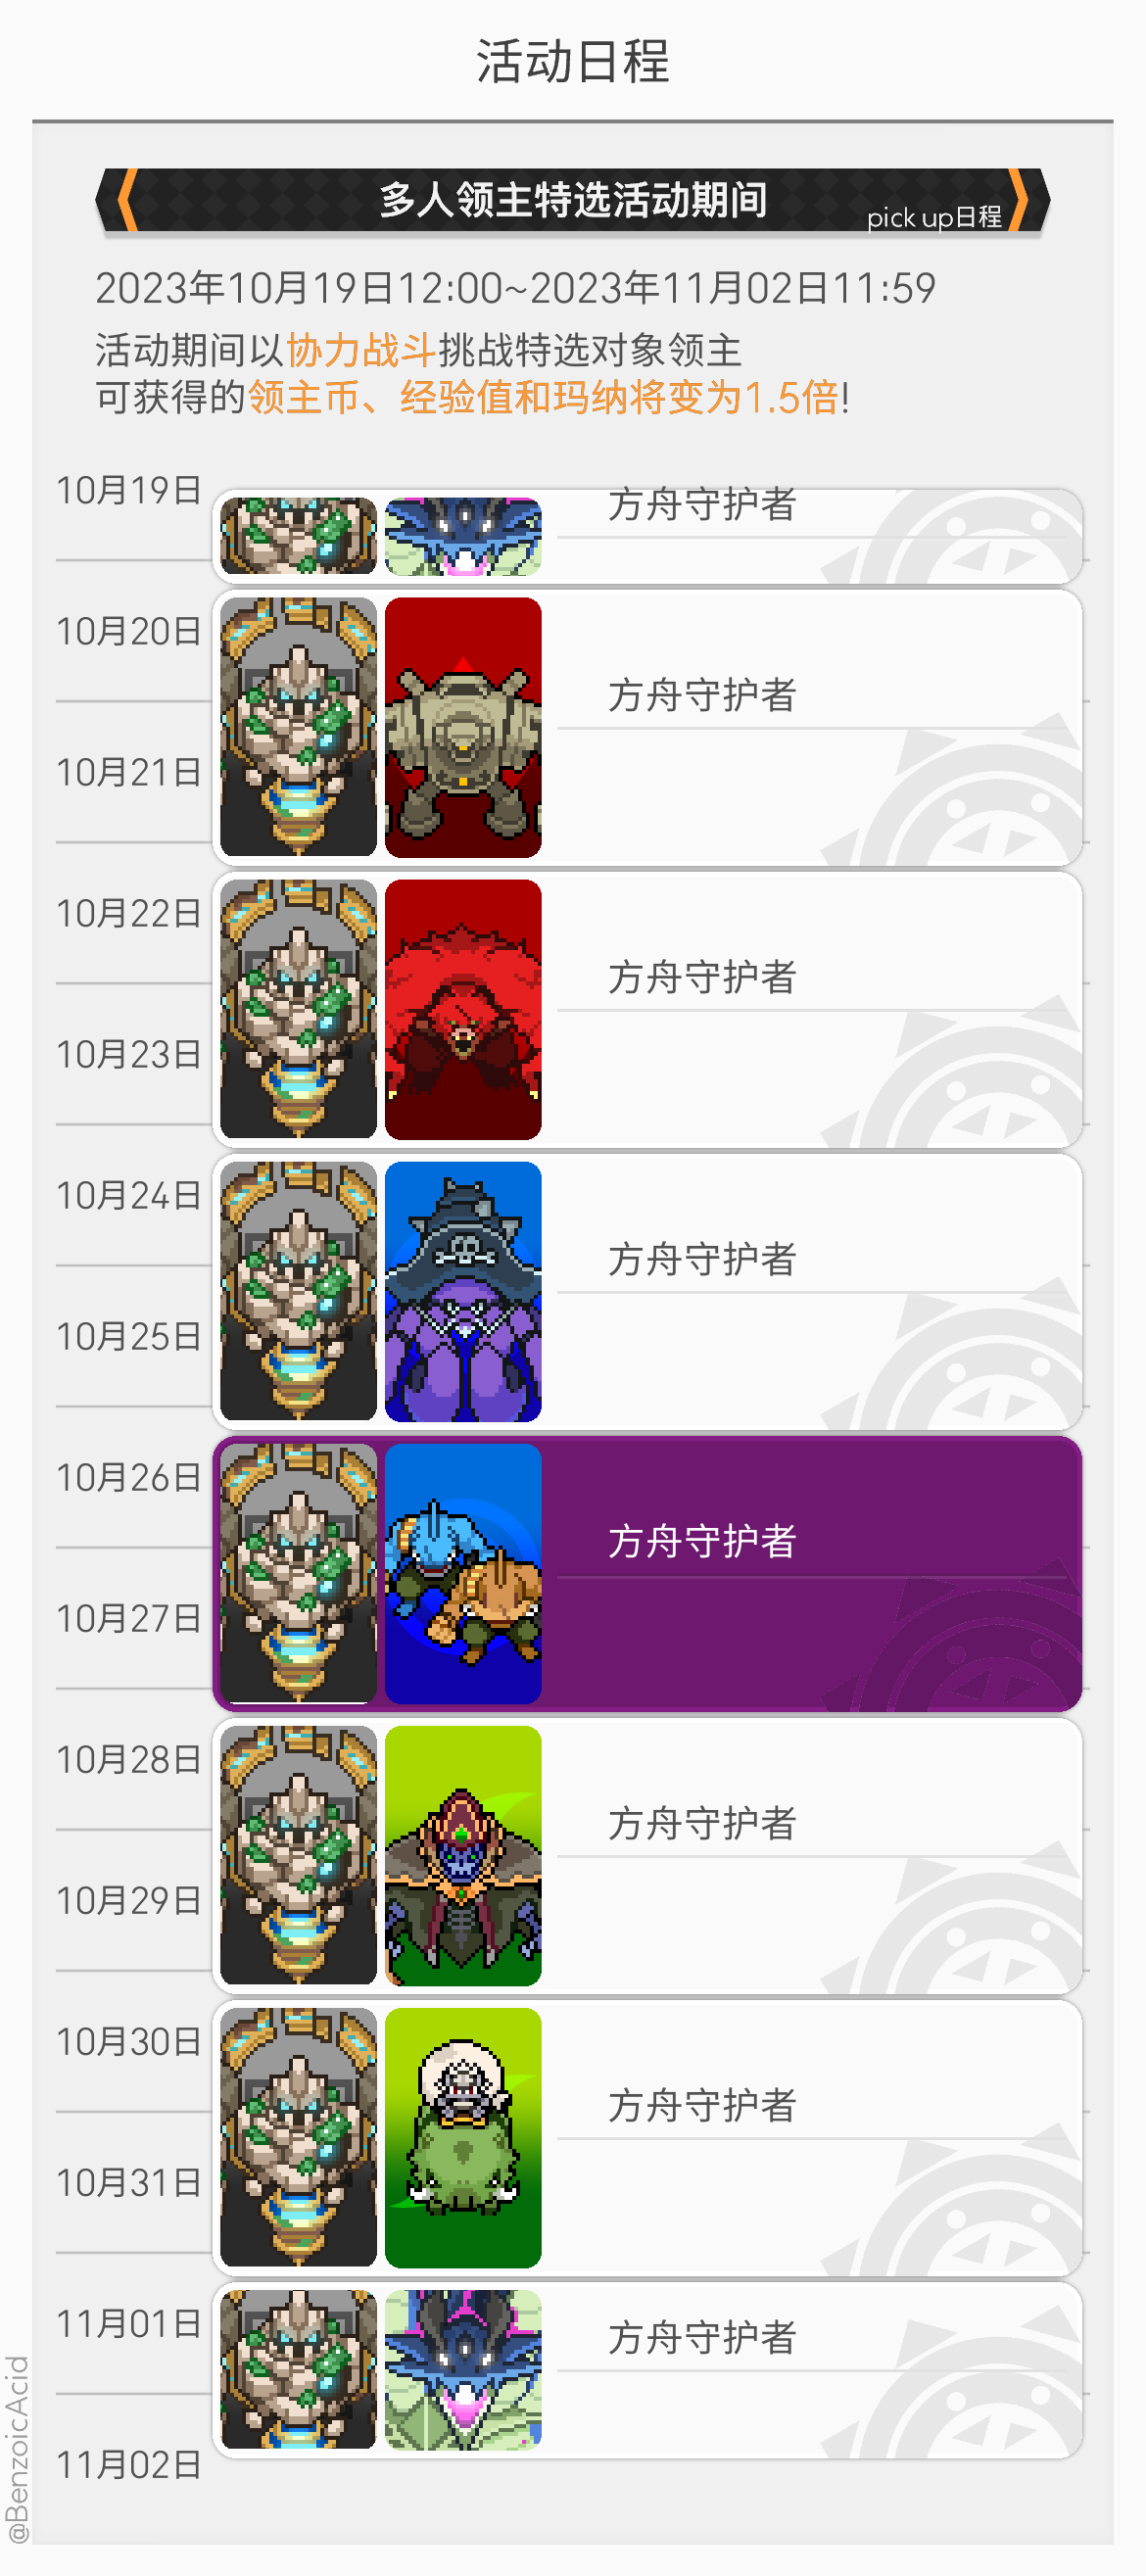 活动日程
多人领主特选活动期间
pick up日程
2023年10月19日12:00~2023年11月02日11:59
活动期间以协力战斗挑战特选对象领主
可获得的领主币、经验值和玛纳将变为1.5倍!
10月19日
方舟守护者
10月20日
方舟守护者
10月21日
10月22日
方舟守护者
10月23日
10月24日
方舟守护者
10月25日
10月26日
方舟守护者
10月27日
10月28日
方舟守护者
10月29日
10月30日
方舟守护者
10月31日
11月01日
方舟守护者
11月02日
@BenzoicAcid